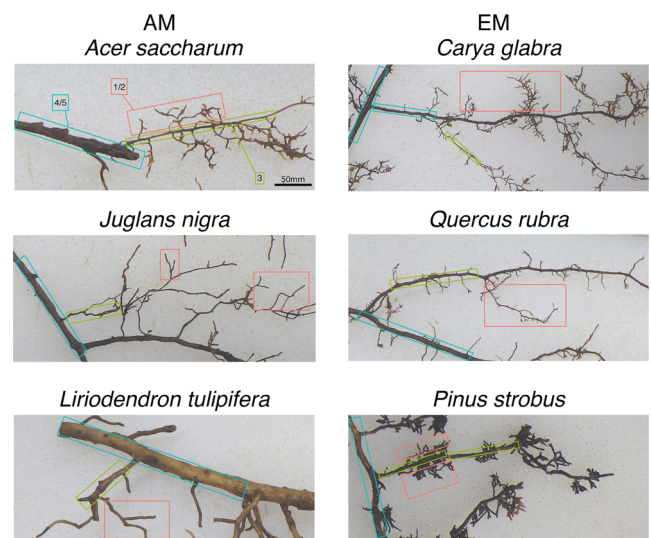 AM
Acer saccharum
1/2
4/5
3
50mm
EM
Carya glabra
Juglans nigra
Quercus rubra
Liriodendron tulipifera
Pinus strobus